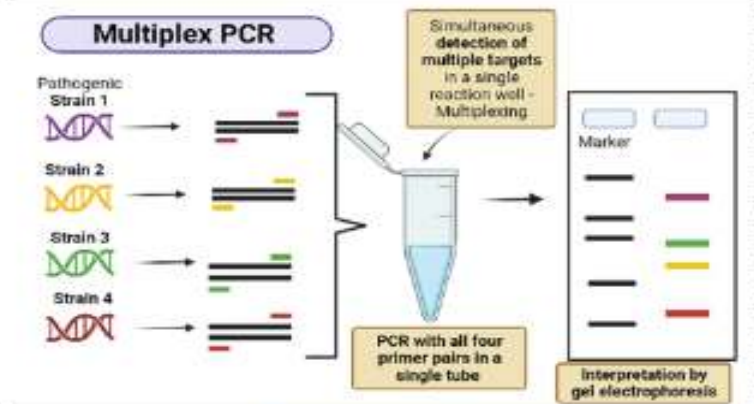 Multiplex PCR
Pathogenic
Strain 1
Strain 2
Strain 3
Strain 4
Simultaneous
detection of
multiple targets
in a single
reaction well -
Multiplexing
PCR with all four
primer pairs in a
single tube
Marker
Interpretation by
gel electrophoresis